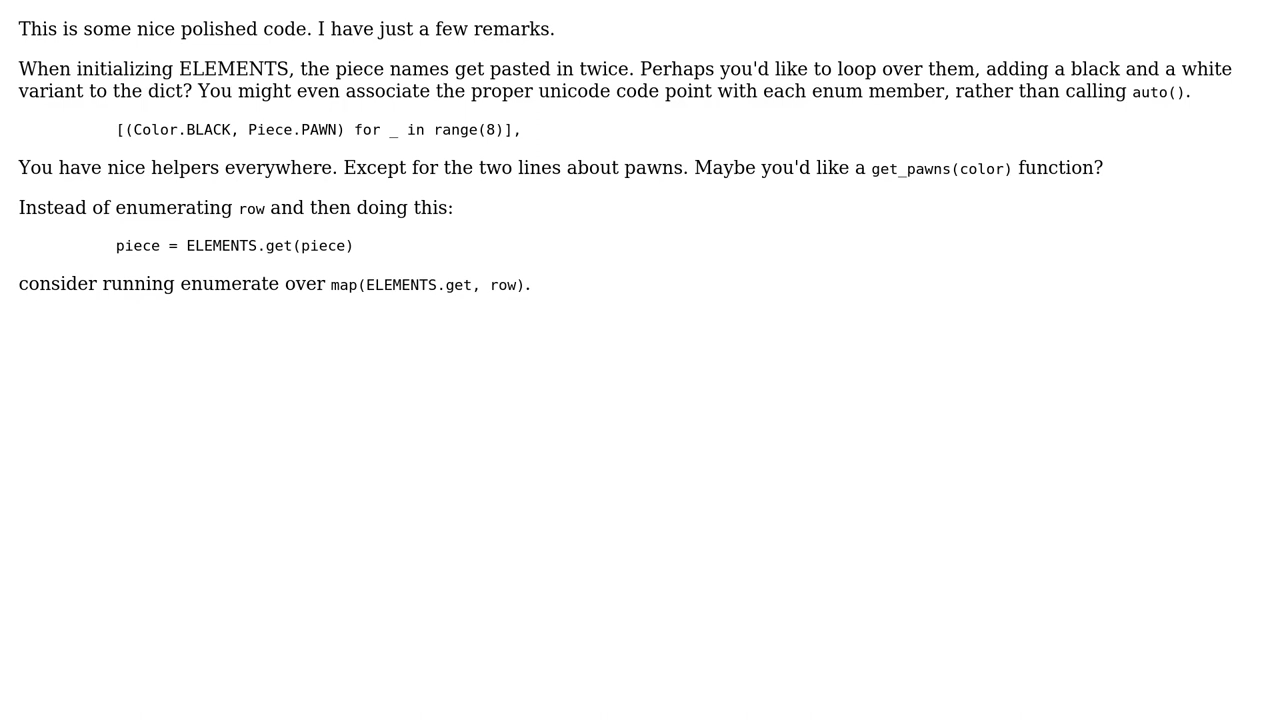 This is some nice polished code. I have just a few remarks.
When initializing ELEMENTS, the piece names get pasted in twice. Perhaps you'd like to loop over them, adding a black and a white
variant to the dict? You might even associate the proper unicode code point with each enum member, rather than calling auto().
[(Color.BLACK, Piece.PAWN) for _ in range(8)],
You have nice helpers everywhere. Except for the two lines about pawns. Maybe you'd like a get_pawns(color) function?
Instead of enumerating row and then doing this:
piece = ELEMENTS.get(piece)
consider running enumerate over map(ELEMENTS.get, row).